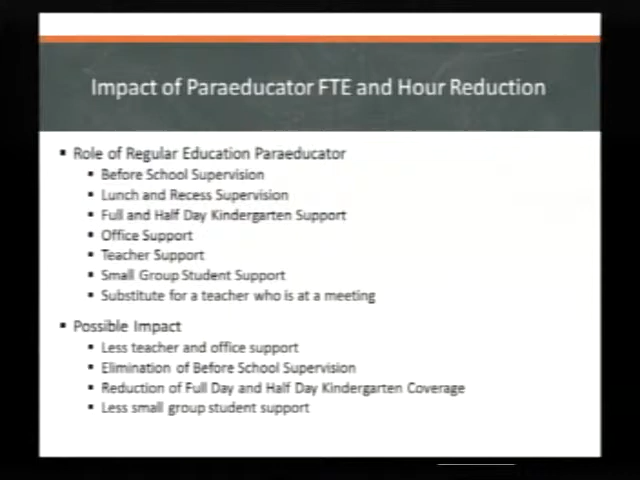 Impact of Paraeducator FTE and Hour Reduction
Role of Regular Education Paraeducator
Before School Supervision
Lunch and Recess Supervision
Full and Half Day Kindergarten Support
Office Support
Teacher Support
Small Group Student Support
Substitute for a teacher who is at a meeting
Possible Impact
Less teacher and office support
Elimination of Before School Supervision
Reduction of Full Day and Half Day Kindergarten Coverage
Less small group student support